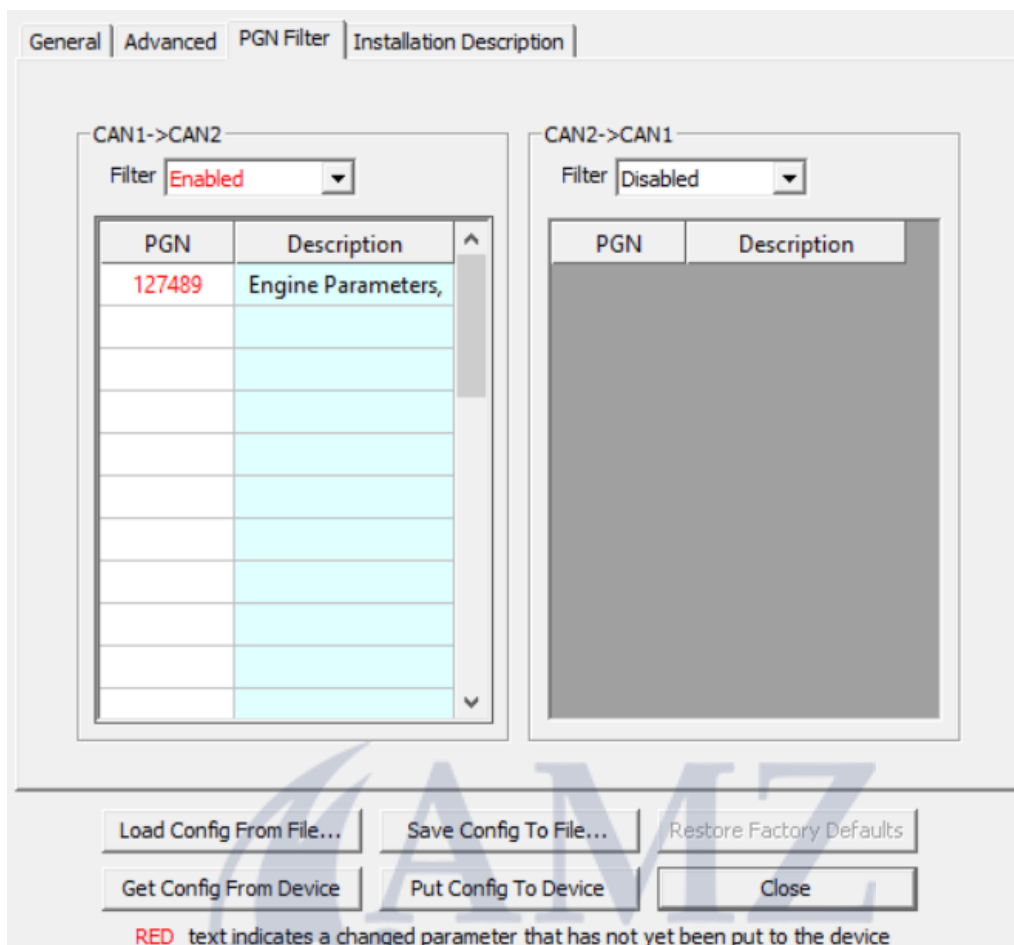 General Advanced PGN Filter Installation Description
CAN1->CAN2
Filter Enabled
PGN Description
127489 Engine Parameters,
CAN2->CAN1
Filter Disabled
PGN Description
Load Config From File... Save Config To File... Restore Factory Defaults
Get Config From Device Put Config To Device Close
RED text indicates a changed parameter that has not yet been put to the device
AMZ